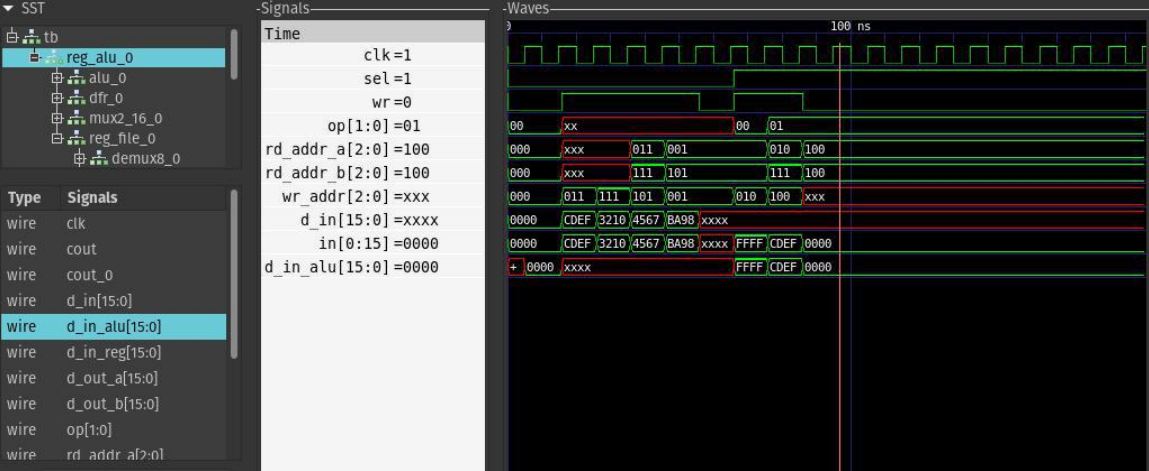 SST
tb
reg_alu_0
alu_0
dfr_0
mux2_16_0
reg_file_0
demux8_0
Type Signals
wire clk
wire cout
wire cout_0
wire d_in[15:0]
wire d_in_alu[15:0]
wire d_in_reg[15:0]
wire d_out_a[15:0]
wire d_out_b[15:0]
wire op[1:0]
wire rd_addr_a[2:0]
Signals
Time
clk=1
sel=1
wr=0
op[1:0]=01
rd_addr_a[2:0]=100
rd_addr_b[2:0]=100
wr_addr[2:0]=xxx
d_in[15:0]=xxxx
in[0:15]=0000
d_in_alu[15:0]=0000
Waves
0 100 ns
00 xx 00 01
000 xxx 011 001 010 100
000 xxx 111 101 111 100
000 011 111 101 001 010 100 xxx
0000 CDEF 3210 4567 BA98 xxxx
0000 CDEF 3210 4567 BA98 xxxx FFFF CDEF 0000
+ 0000 xxxx FFFF CDEF 0000